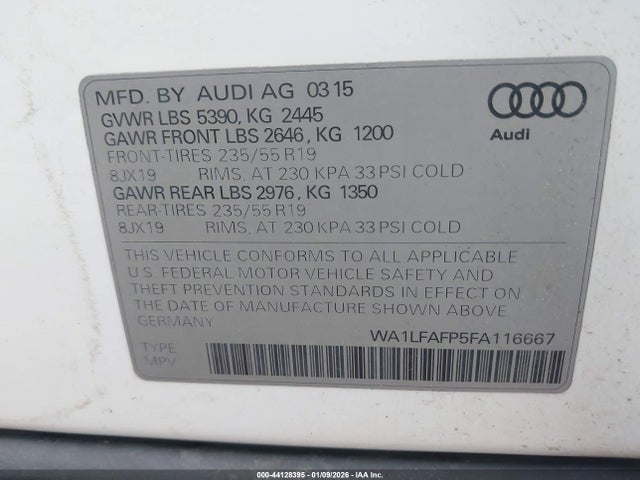 MFD. BY AUDI AG 03 15
GVWR LBS 5390, KG 2445
GAWR FRONT LBS 2646, KG 1200
FRONT-TIRES 235/55 R19
8JX19 RIMS, AT 230 KPA 33 PSI COLD
GAWR REAR LBS 2976, KG 1350
REAR-TIRES 235/55 R19
8JX19 RIMS, AT 230 KPA 33 PSI COLD
Audi
THIS VEHICLE CONFORMS TO ALL APPLICABLE
U.S. FEDERAL MOTOR VEHICLE SAFETY AND
THEFT PREVENTION STANDARDS IN EFFECT ON
THE DATE OF MANUFACTURE SHOWN ABOVE
GERMANY
WA1LFAFP5FA116667
TYPE
MPV
000-44128395 - 01/09/2026 - IAA Inc.